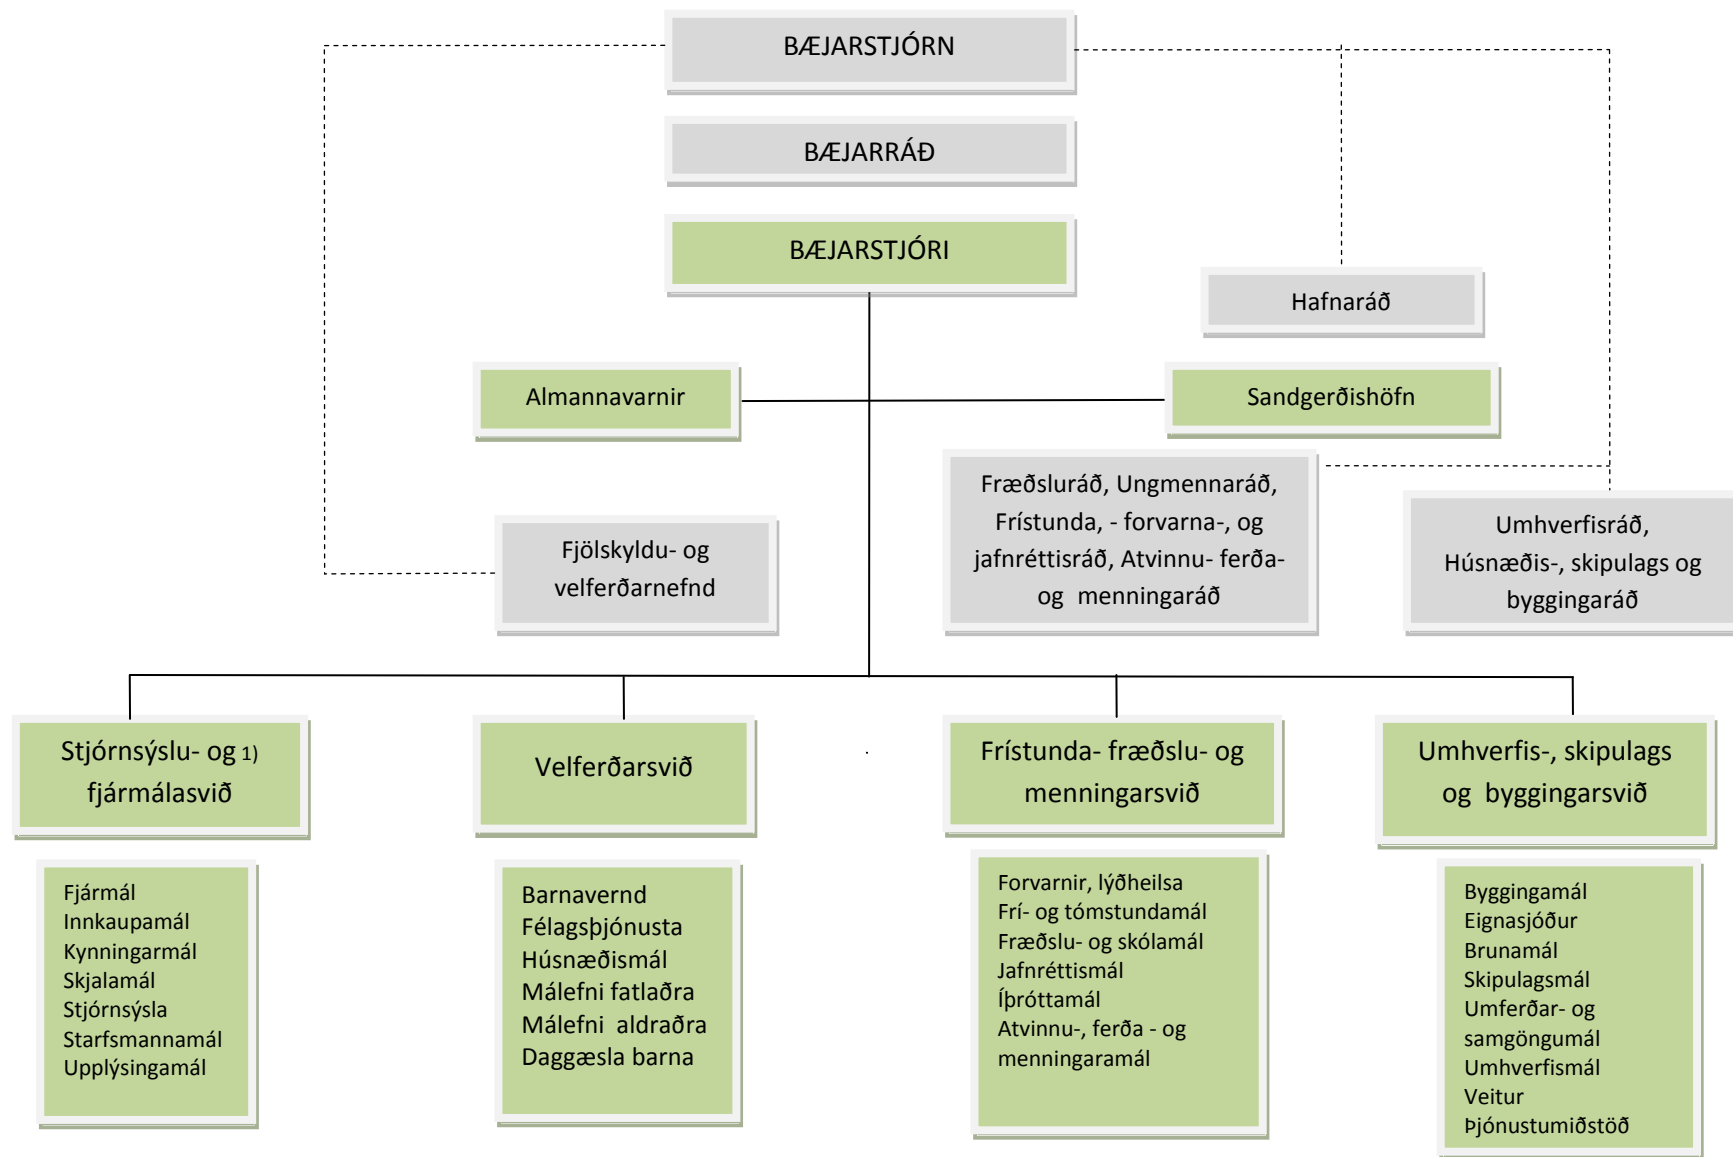 BÆJARSTJÓRN
BÆJARRÁÐ
BÆJARSTJÓRI
Hafnaráð
Almannavarnir
Sandgerðishöfn
Fjölskyldu- og
velferðarnefnd
Fræðsluráð, Ungmennaráð,
Frístunda, - forvarna-, og
jafnréttisráð, Atvinnu- ferða-
og menningaráð
Umhverfisráð,
Húsnæðis-, skipulags og
byggingaráð
Stjórnsýslu- og 1)
fjármálasvið
Velferðarsvið
Frístunda- fræðslu- og
menningarsvið
Umhverfis-, skipulags
og byggingarsvið
Fjármál
Innkaupamál
Kynningarmál
Skjalamál
Stjórnsýsla
Starfsmannamál
Upplýsingamál
Barnavernd
Félagsþjónusta
Húsnæðismál
Málefni fatlaðra
Málefni aldraðra
Daggæsla barna
Forvarnir, lýðheilsa
Frí- og tómstundamál
Fræðslu- og skólamál
Jafnréttismál
Íþróttamál
Atvinnu-, ferða - og
menningaramál
Byggingamál
Eignasjóður
Brunamál
Skipulagsmál
Umferðar- og
samgöngumál
Umhverfismál
Veitur
Þjónustumiðstöð